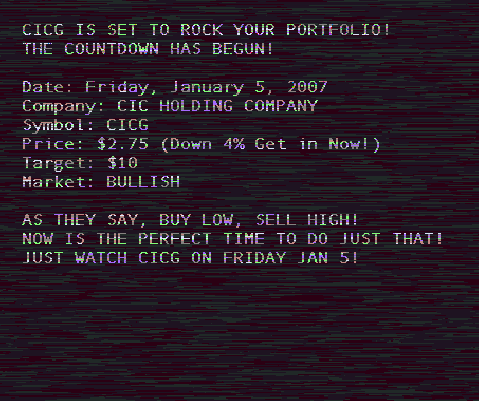 CICG IS SET TO ROCK YOUR PORTFOLIO!
THE COUNTDOWN HAS BEGUN!
Date: Friday, January 5, 2007
Company: CIC HOLDING COMPANY
Symbol: CICG
Price: $2.75 (Down 4% Get in Now!)
Target: $10
Market: BULLISH
AS THEY SAY, BUY LOW, SELL HIGH!
NOW IS THE PERFECT TIME TO DO JUST THAT!
JUST WATCH CICG ON FRIDAY JAN 5!